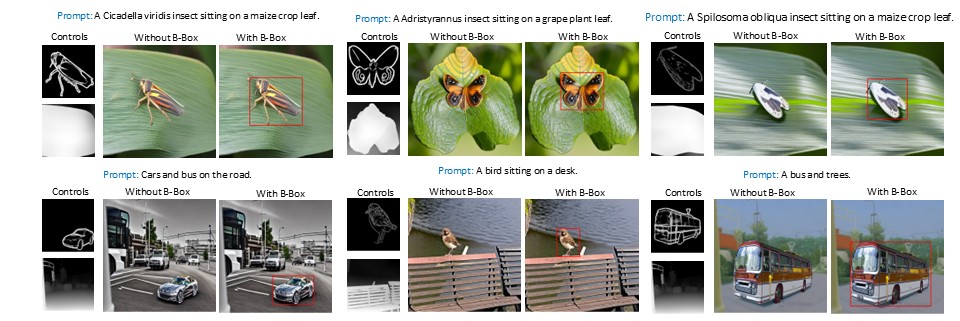 Prompt: A Cicadella viridis insect sitting on a maize crop leaf.
Controls
Without B-Box
With B-Box
Prompt: A Adristyrannus insect sitting on a grape plant leaf.
Controls
Without B-Box
With B-Box
Prompt: A Spilosoma obliqua insect sitting on a maize crop leaf.
Controls
Without B-Box
With B-Box
Prompt: Cars and bus on the road.
Controls
Without B-Box
With B-Box
Prompt: A bird sitting on a desk.
Controls
Without B-Box
With B-Box
Prompt: A bus and trees.
Controls
Without B-Box
With B-Box